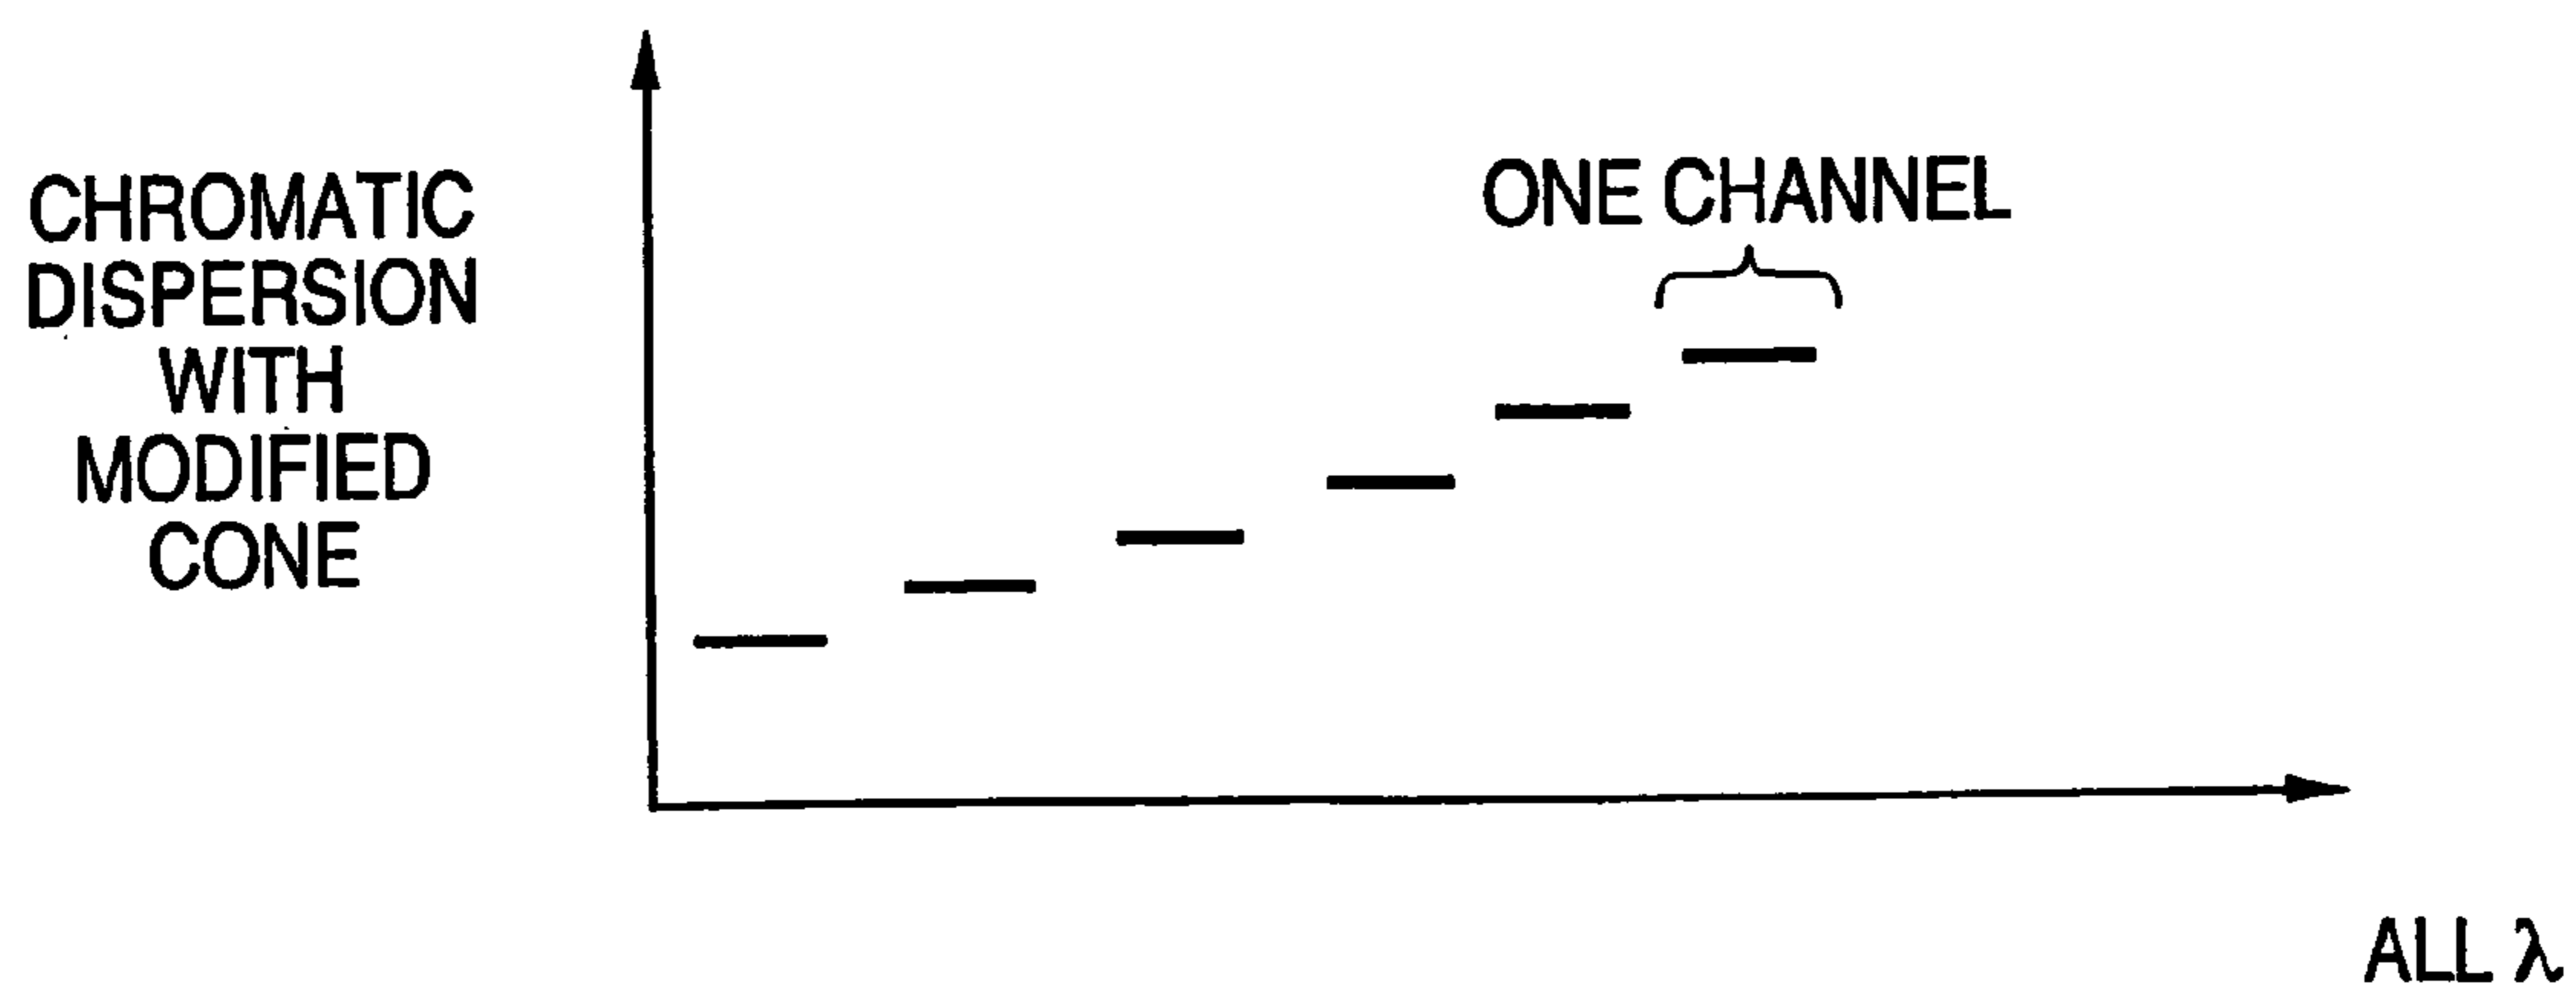 CHROMATIC
DISPERSION
WITH
MODIFIED
CONE
ONE CHANNEL
ALL λ